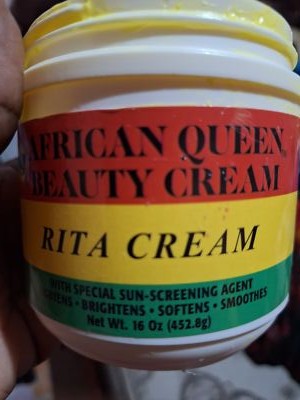 AFRICAN QUEEN
BEAUTY CREAM
RITA CREAM
WITH SPECIAL SUN-SCREENING AGENT
• BRIGHTENS • SOFTENS • SMOOTHES
Net Wt. 16 Oz (452.8g)